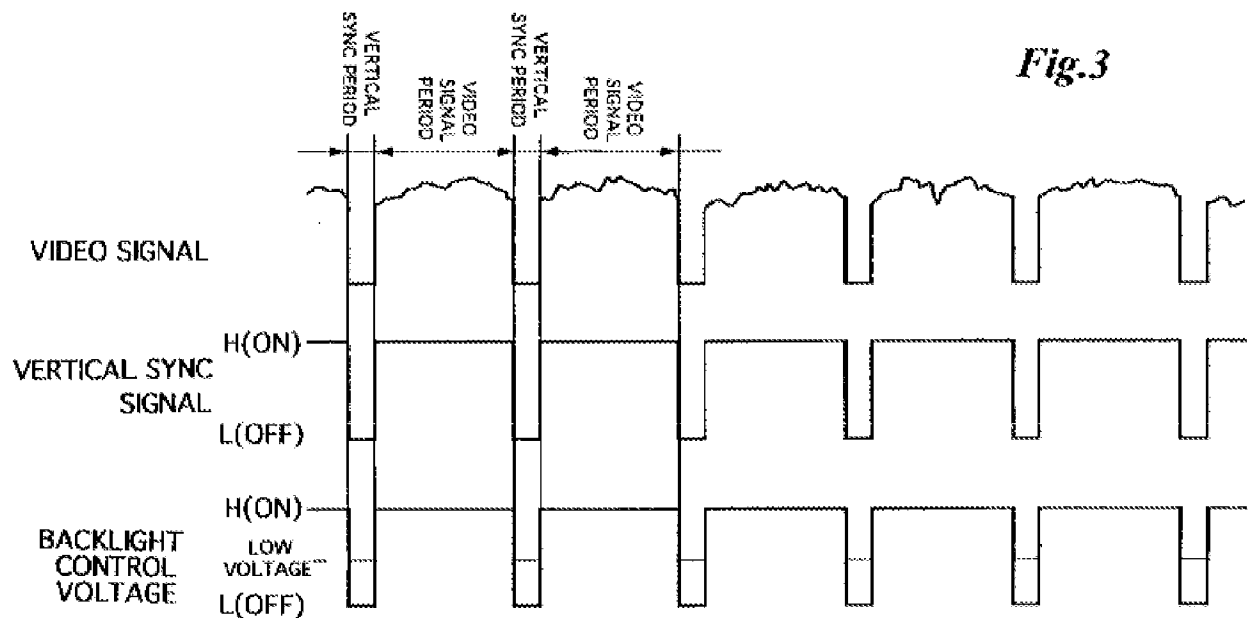 VERTICAL
SYNC PERIOD
VIDEO
SIGNAL
PERIOD
VERTICAL
SYNC PERIOD
VIDEO
SIGNAL
PERIOD
Fig.3
VIDEO SIGNAL
H(ON)
VERTICAL SYNC
SIGNAL
L(OFF)
H(ON)
BACKLIGHT
CONTROL
VOLTAGE
LOW
VOLTAGE
L(OFF)